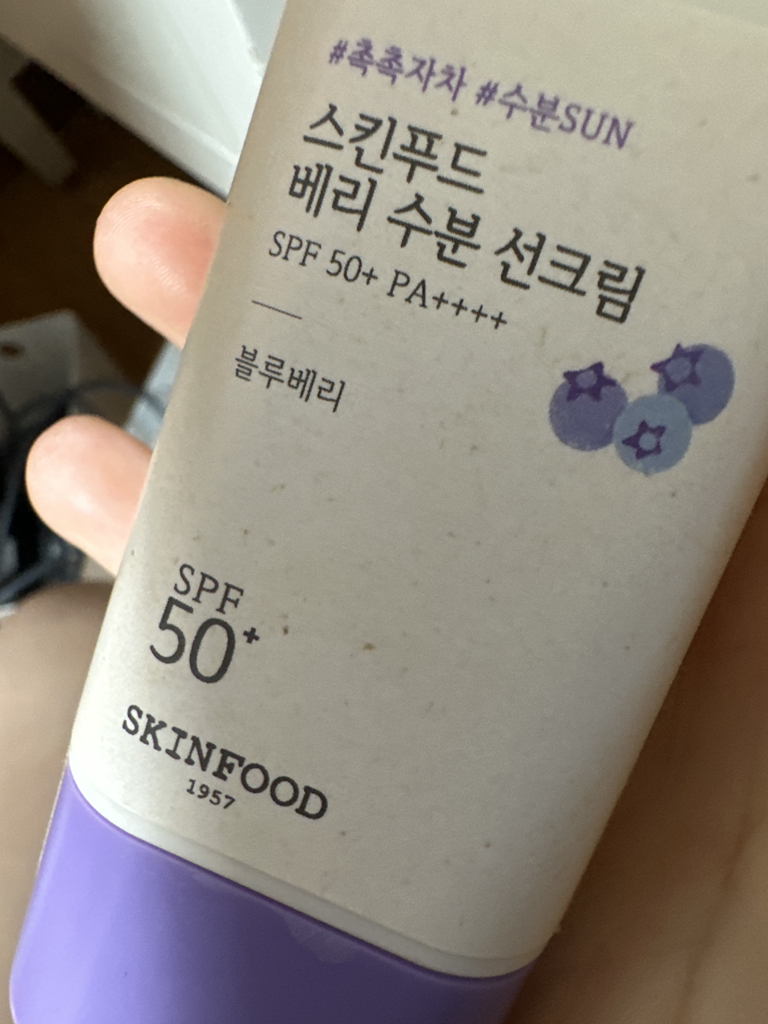 #촉촉자차 #수분SUN
스킨푸드
베리 수분 선크림
SPF 50+ PA++++
블루베리
SPF
50+
SKINFOOD
1957